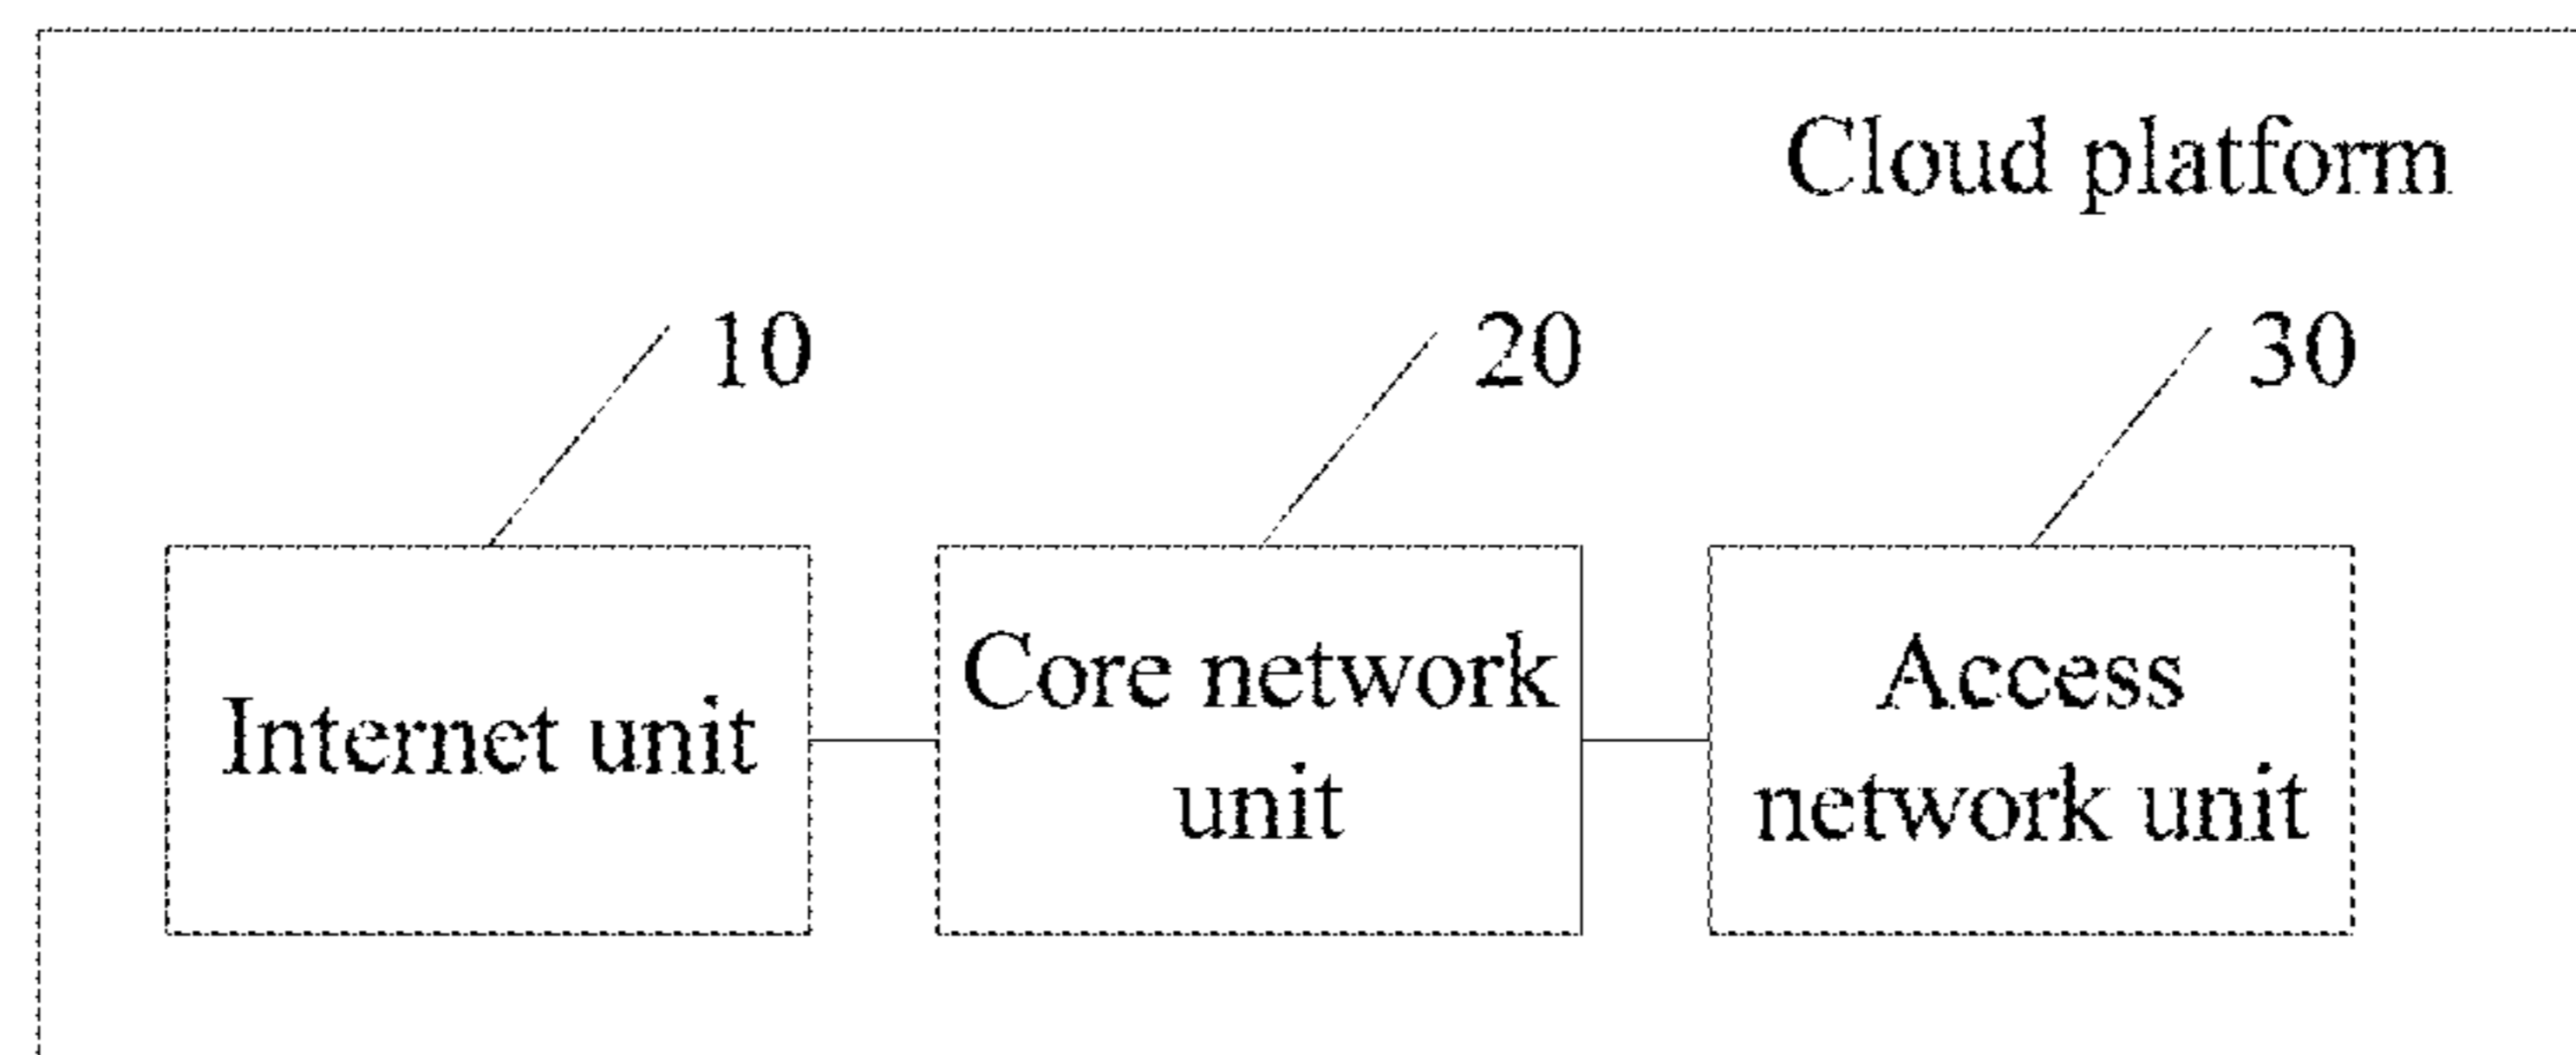 Cloud platform
10
20
30
Internet unit
Core network
unit
Access
network unit